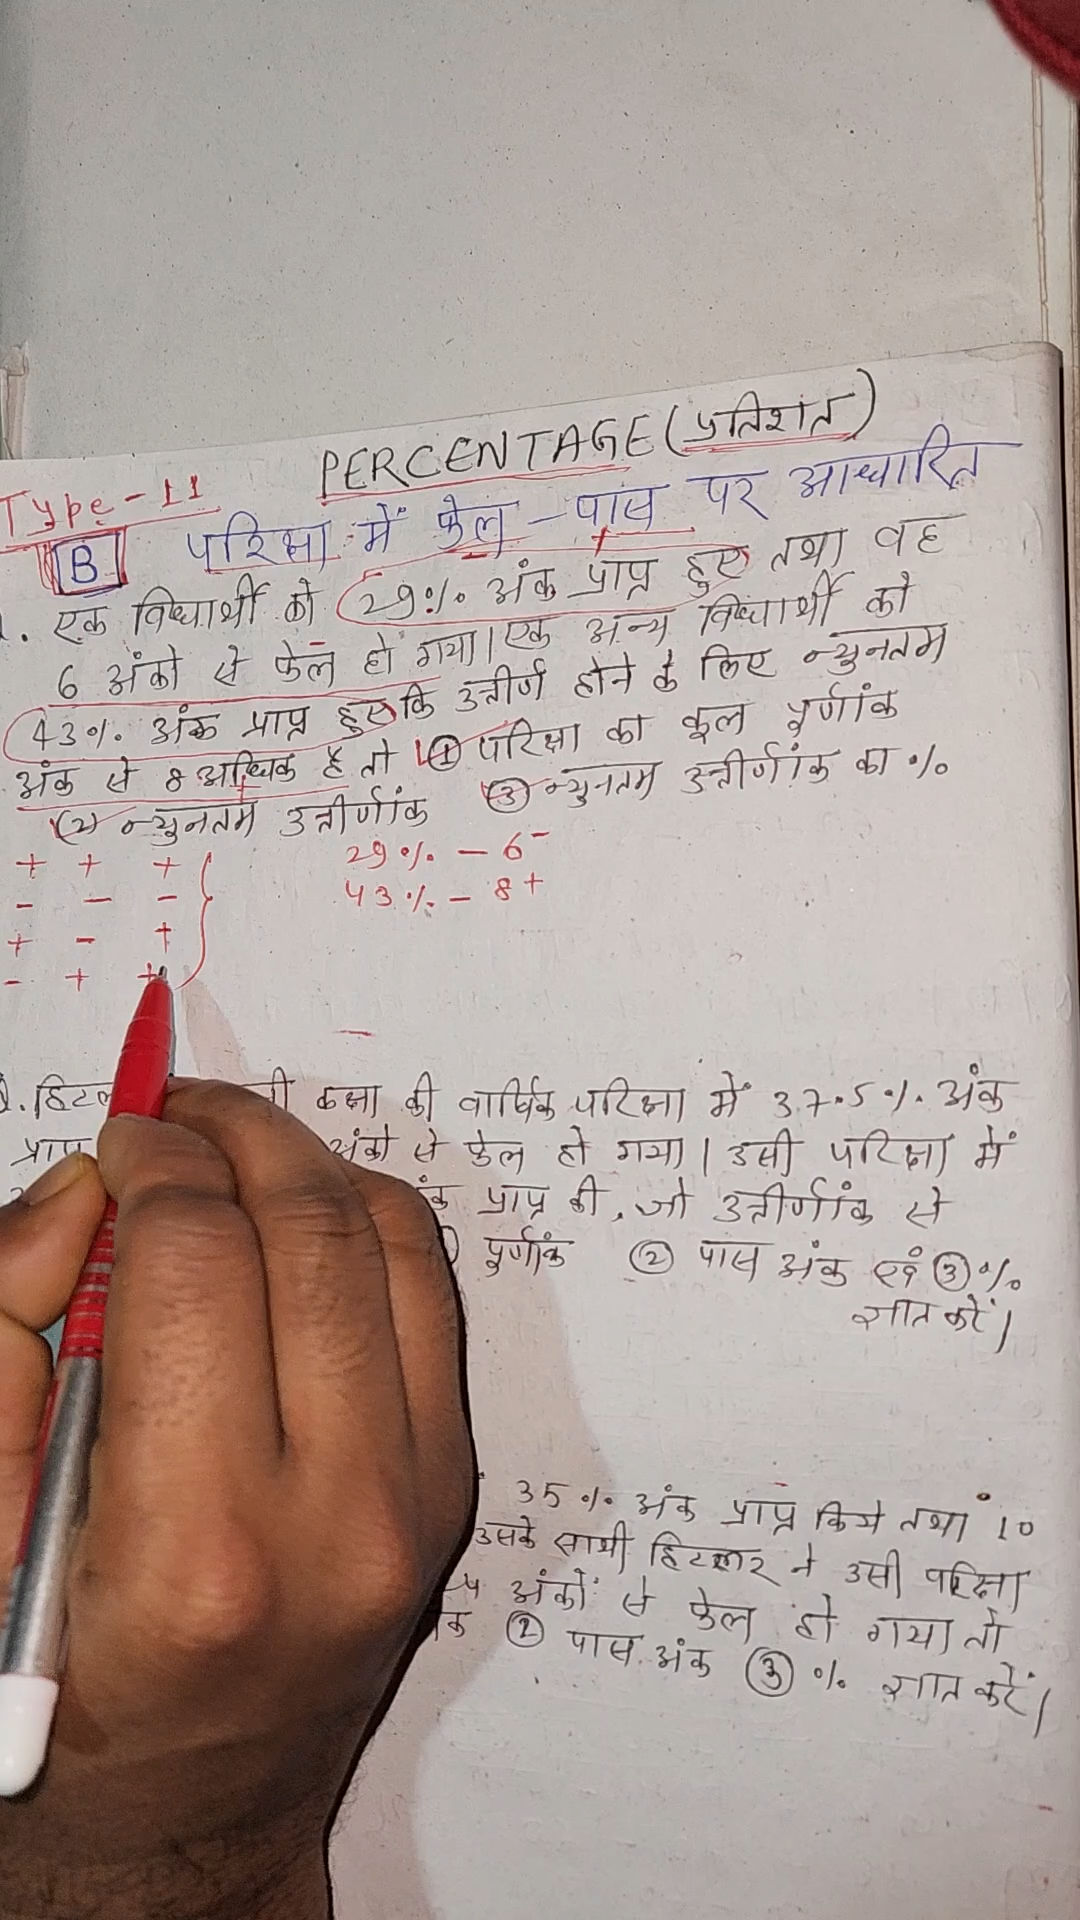 PERCENTAGE (प्रतिशत)
Type - 11
B परिक्षा में फेल - पास पर आधारित
एक विध्यार्थी को 29% अंक प्राप्त हुए तथा वह
6 अंको से फेल हो गया। एक अन्य विध्यार्थी को
43% अंक प्राप्त हुए कि उत्तीर्ण होने के लिए न्युनतम
अंक से 8 अधिक है तो ① परिक्षा का कुल पूर्णांक
② न्युनतम उत्तीर्णांक ③ न्युनतम उत्तीर्णांक का %
+ + +
- - -
+ - +
- + +
29% - 6-
43% - 8+
कक्षा की वार्षिक परिक्षा में 37.5% अंक
अंको से फेल हो गया। उसी परिक्षा में
प्राप्त की, जो उत्तीर्णांक से
पूर्णांक ② पास अंक एवं ③ %
ज्ञात करें।
35% अंक प्राप्त किये तथा 10
उसके साथी हिटलर ने उसी परिक्षा
अंकों से फेल हो गया तो
② पास अंक ③ % ज्ञात करें।